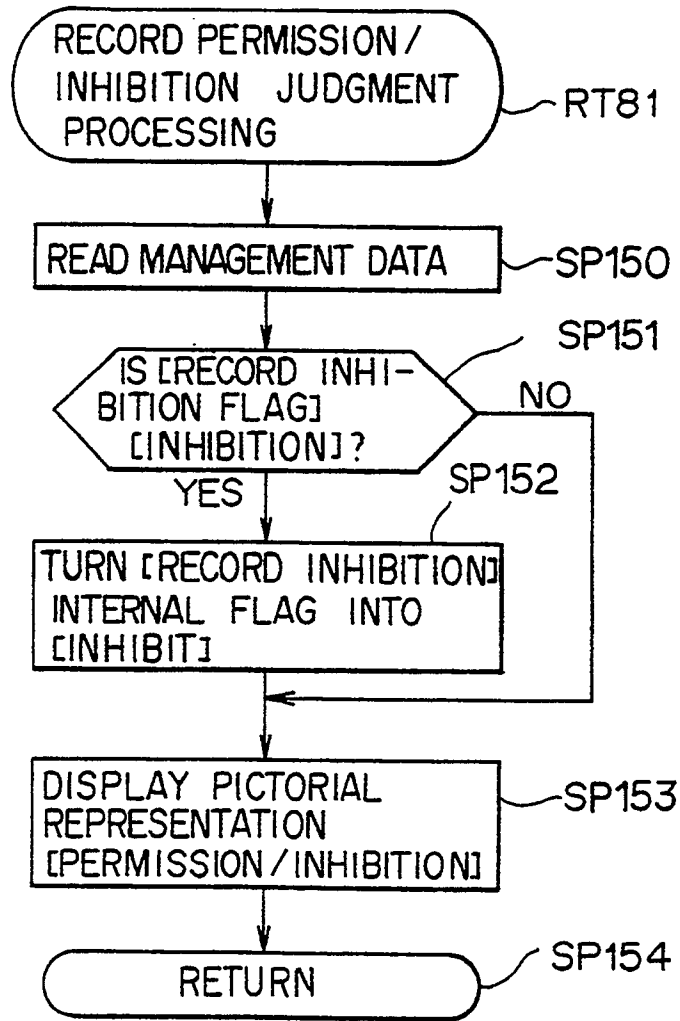 RECORD PERMISSION/
INHIBITION JUDGMENT
PROCESSING
RT81
READ MANAGEMENT DATA
SP150
SP151
IS [RECORD INHI-
BITION FLAG]
[INHIBITION]?
NO
YES
SP152
TURN [RECORD INHIBITION]
INTERNAL FLAG INTO
[INHIBIT]
DISPLAY PICTORIAL
REPRESENTATION
[PERMISSION/INHIBITION]
SP153
RETURN
SP154